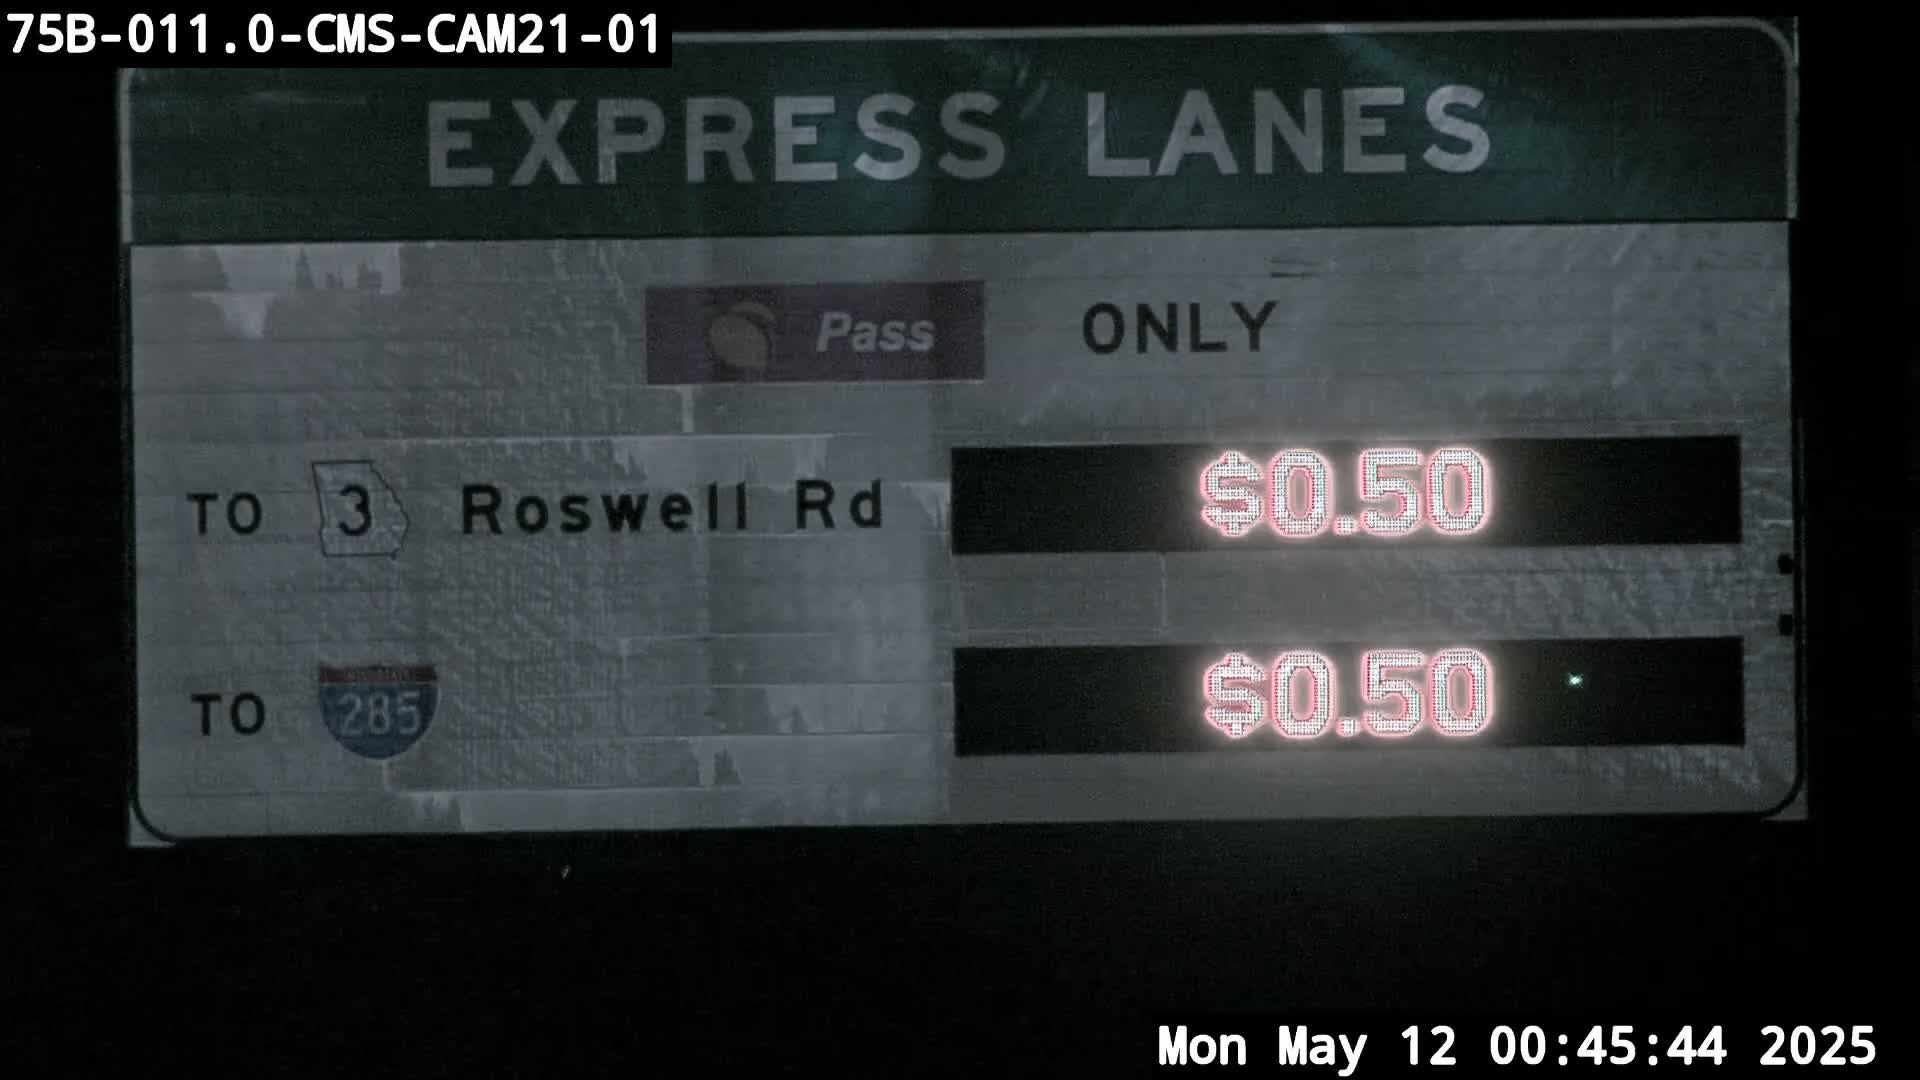 75B-011.0-CMS-CAM21-01
EXPRESS LANES
Pass ONLY
TO 3 Roswell Rd $0.50
TO 285 $0.50
Mon May 12 00:45:44 2025